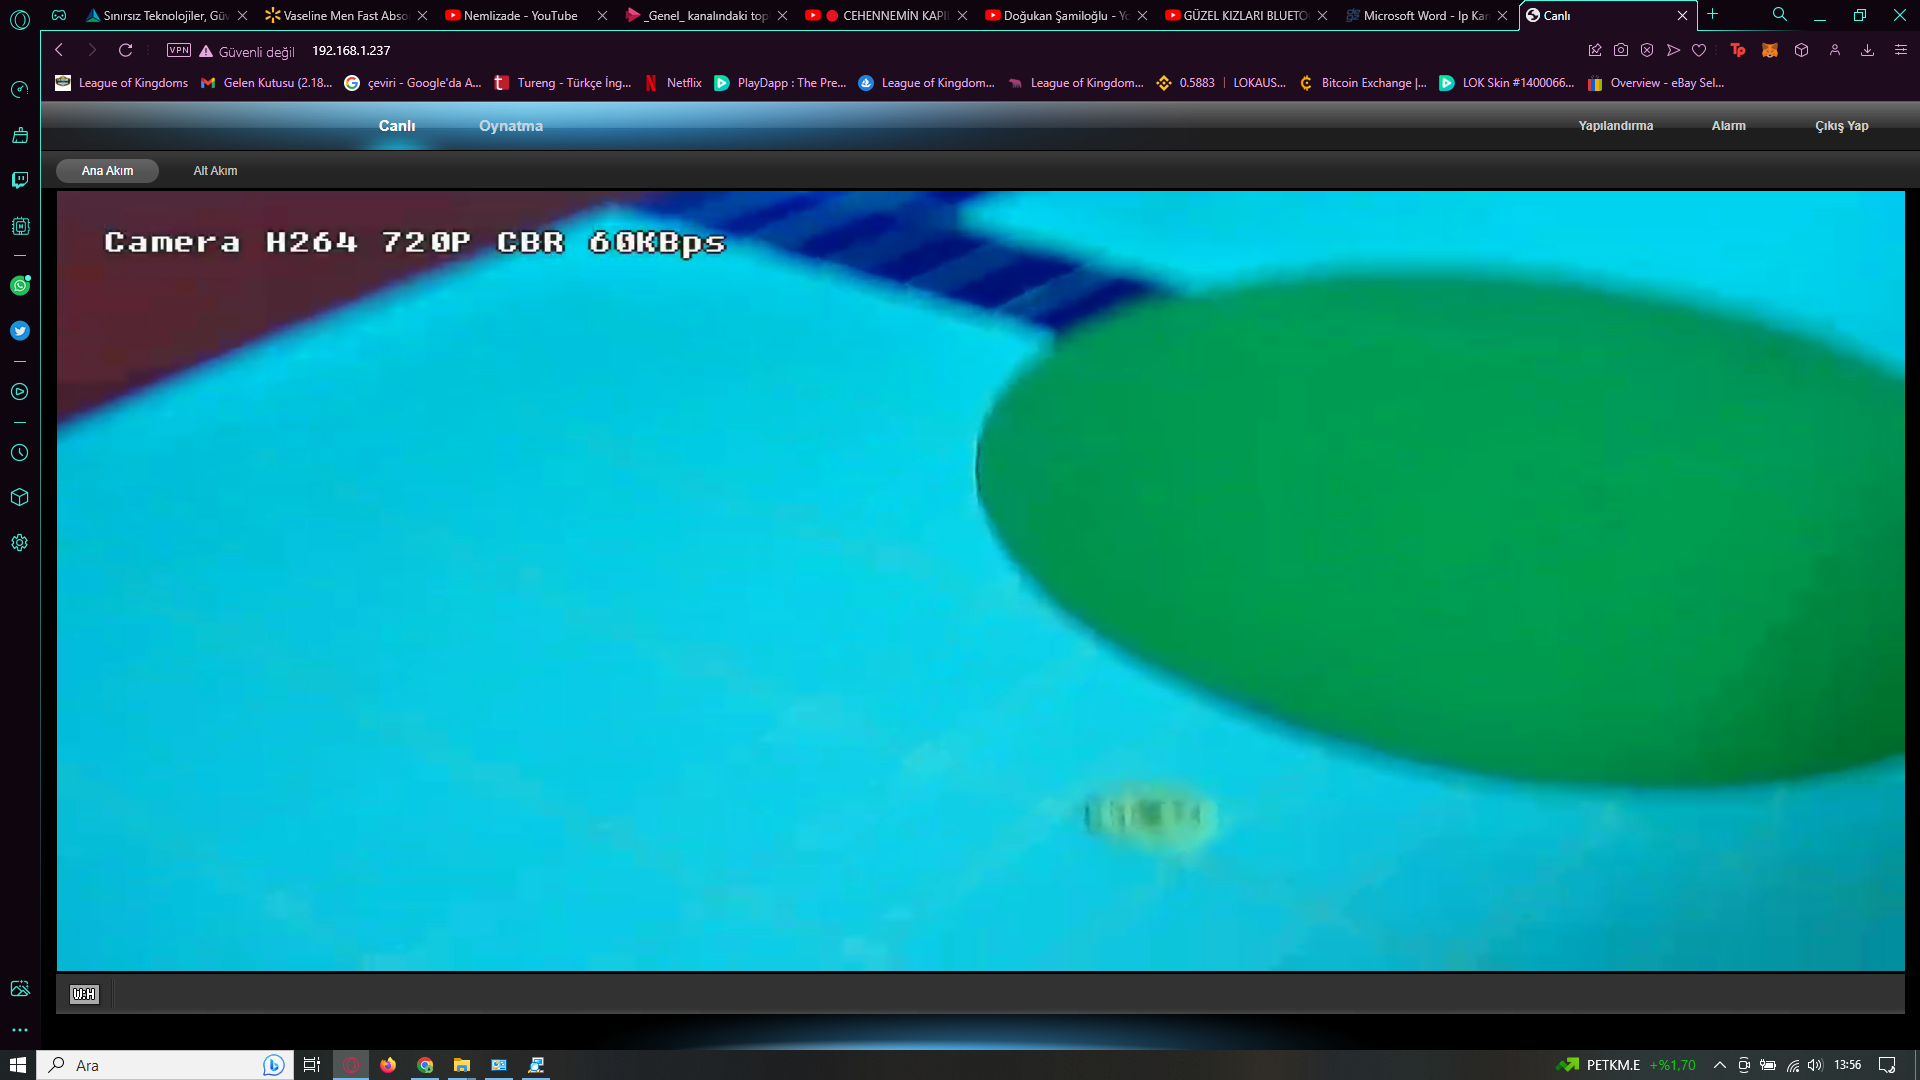 Sınırsız Teknolojiler, Gü
Vaseline Men Fast Abso
Nemlizade - YouTube
_Genel_ kanalındaki top
CEHENNEMİN KAPI
Doğukan Şamiloğlu - Yo
GÜZEL KIZLARI BLUETO
Microsoft Word - Ip Kar
Canlı
VPN
Güvenli değil
192.168.1.237
League of Kingdoms
Gelen Kutusu (2.18...
çeviri - Google'da A...
Tureng - Türkçe İng...
Netflix
PlayDapp : The Pre...
League of Kingdom...
League of Kingdom...
0.5883 | LOKAUS...
Bitcoin Exchange |...
LOK Skin #1400066...
Overview - eBay Sel...
Canlı
Oynatma
Yapılandırma
Alarm
Çıkış Yap
Ana Akım
Alt Akım
Camera H264 720P CBR 60KBps
W:H
Ara
PETKM.E +%1,70
13:56